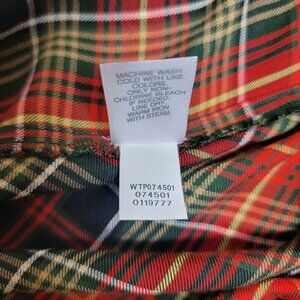 MACHINE WASH
COLD WITH LIKE
COLORS.
ONLY NON-
CHLORINE BLEACH
IF NEEDED.
LINE DRY.
WARM IRON
WITH STEAM.
WTP074501
074501
0119777